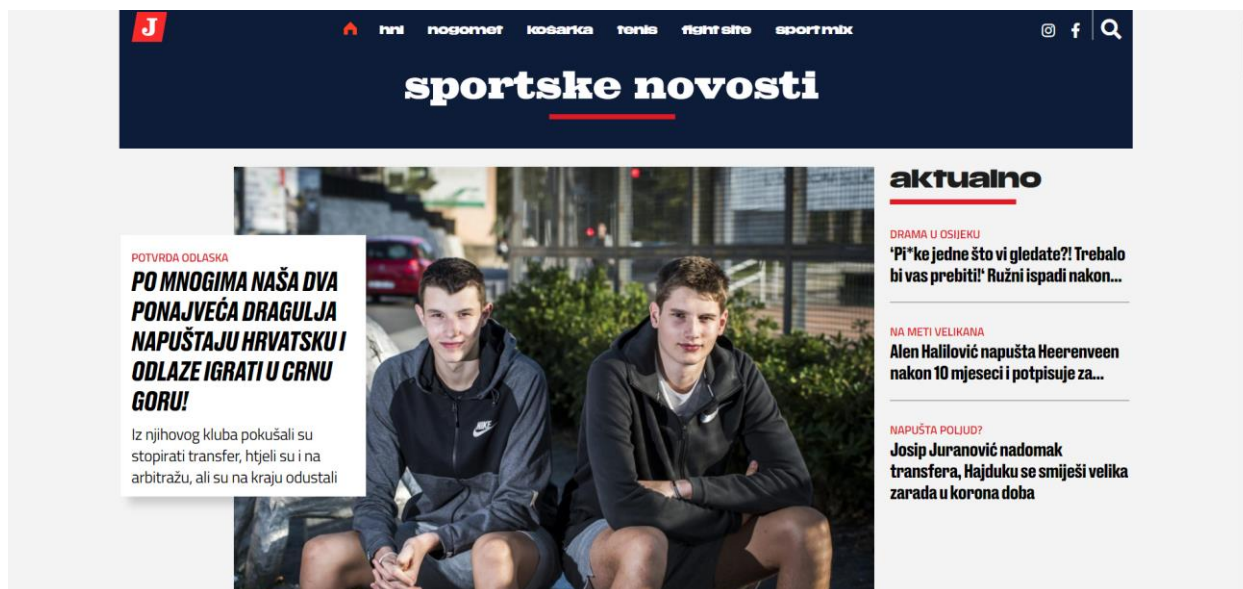 J
hnl nogomet košarka tenis fight site sport mix
sportske novosti
POTVRDA ODLASKA
PO MNOGIMA NAŠA DVA
PONAJVEĆA DRAGULJA
NAPUŠTAJU HRVATSKU I
ODLAZE IGRATI U CRNU
GORU!
Iz njihovog kluba pokušali su
stopirati transfer, htjeli su i na
arbitražu, ali su na kraju odustali
NIKE
aktualno
DRAMA U OSIJEKU
‘Pi*ke jedne što vi gledate?! Trebalo
bi vas prebiti!‘ Ružni ispadi nakon...
NA METI VELIKANA
Alen Halilović napušta Heerenveen
nakon 10 mjeseci i potpisuje za...
NAPUŠTA POLJUD?
Josip Juranović nadomak
transfera, Hajduku se smiješi velika
zarada u korona doba